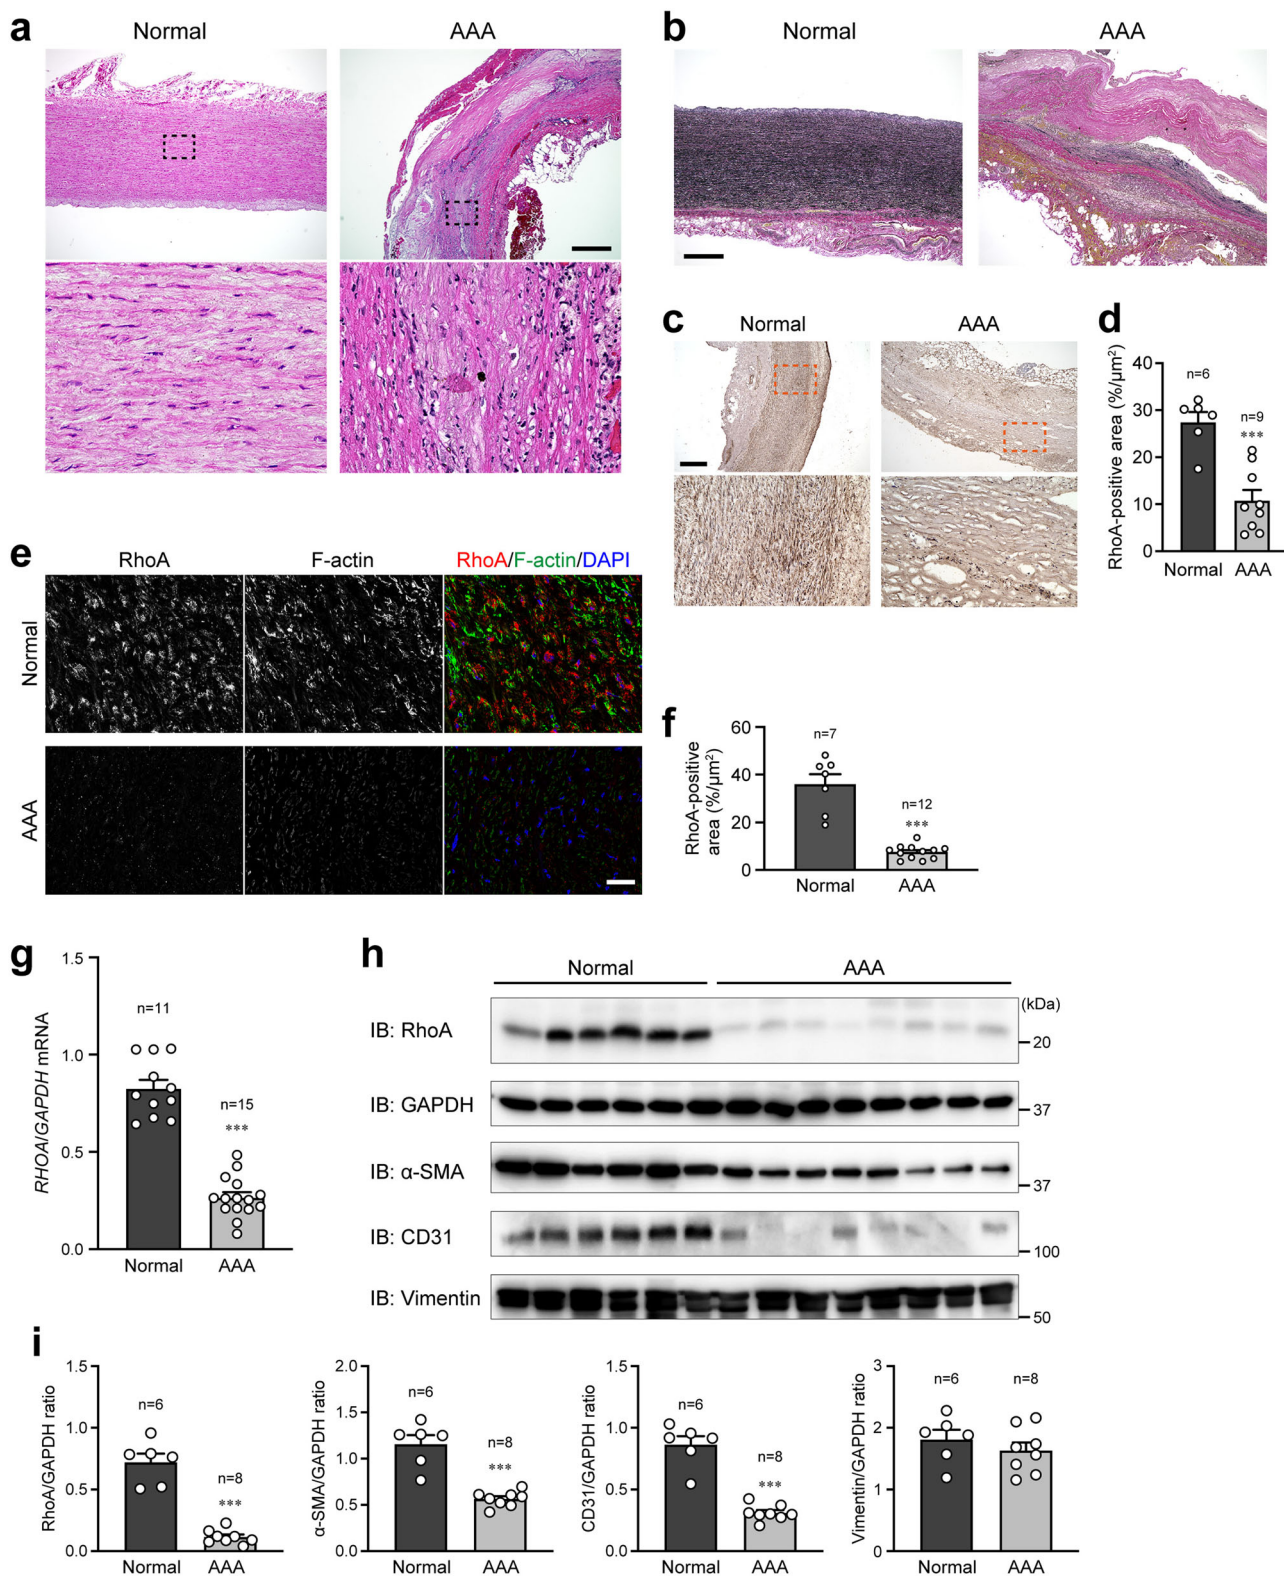 a
Normal
AAA
b
Normal
AAA
c
Normal
AAA
d
RhoA-positive area (%/μm²)
40
30
20
10
0
n=6
n=9
***
Normal
AAA
e
RhoA
F-actin
RhoA/F-actin/DAPI
Normal
AAA
f
RhoA-positive
area (%/μm²)
60
40
20
0
n=7
n=12
***
Normal
AAA
g
RHOA/GAPDH mRNA
1.5
1.0
0.5
0.0
n=11
n=15
***
Normal
AAA
h
Normal
AAA
(kDa)
IB: RhoA
20
IB: GAPDH
37
IB: α-SMA
37
IB: CD31
100
IB: Vimentin
50
i
RhoA/GAPDH ratio
1.5
1.0
0.5
0.0
n=6
n=8
***
Normal
AAA
α-SMA/GAPDH ratio
2.0
1.5
1.0
0.5
0.0
n=6
n=8
***
Normal
AAA
CD31/GAPDH ratio
1.5
1.0
0.5
0.0
n=6
n=8
***
Normal
AAA
Vimentin/GAPDH ratio
3
2
1
0
n=6
n=8
Normal
AAA